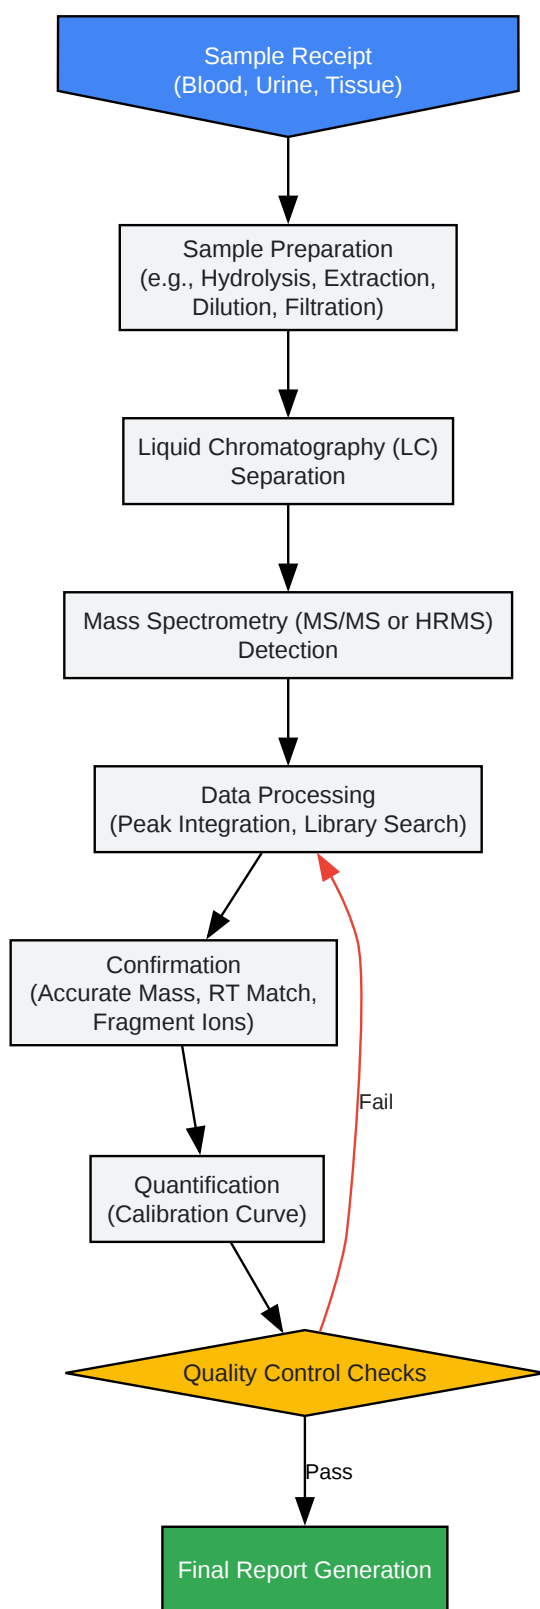 Sample Receipt
(Blood, Urine, Tissue)
Sample Preparation
(e.g., Hydrolysis, Extraction,
Dilution, Filtration)
Liquid Chromatography (LC)
Separation
Mass Spectrometry (MS/MS or HRMS)
Detection
Data Processing
(Peak Integration, Library Search)
Confirmation
(Accurate Mass, RT Match,
Fragment Ions)
Fail
Quantification
(Calibration Curve)
Quality Control Checks
Pass
Final Report Generation